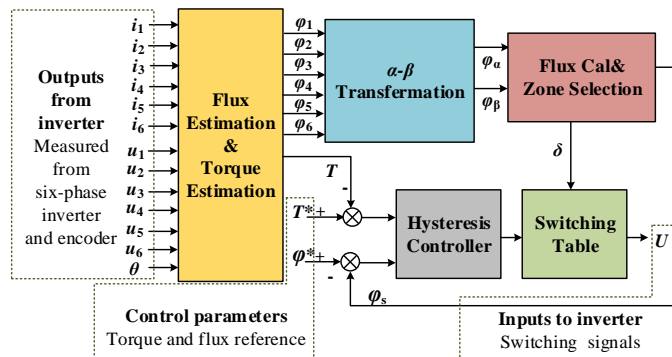 Outputs
from
inverter
Measured
from
six-phase
inverter
and encoder
i1
i2
i3
i4
i5
i6
u1
u2
u3
u4
u5
u6
θ
Flux
Estimation
&
Torque
Estimation
φ1
φ2
φ3
φ4
φ5
φ6
α-β
Transfermation
φα
φβ
Flux Cal&
Zone Selection
δ
T
-
T*+
φ*+
-
φs
Hysteresis
Controller
Switching
Table
U
Control parameters
Torque and flux reference
Inputs to inverter
Switching signals